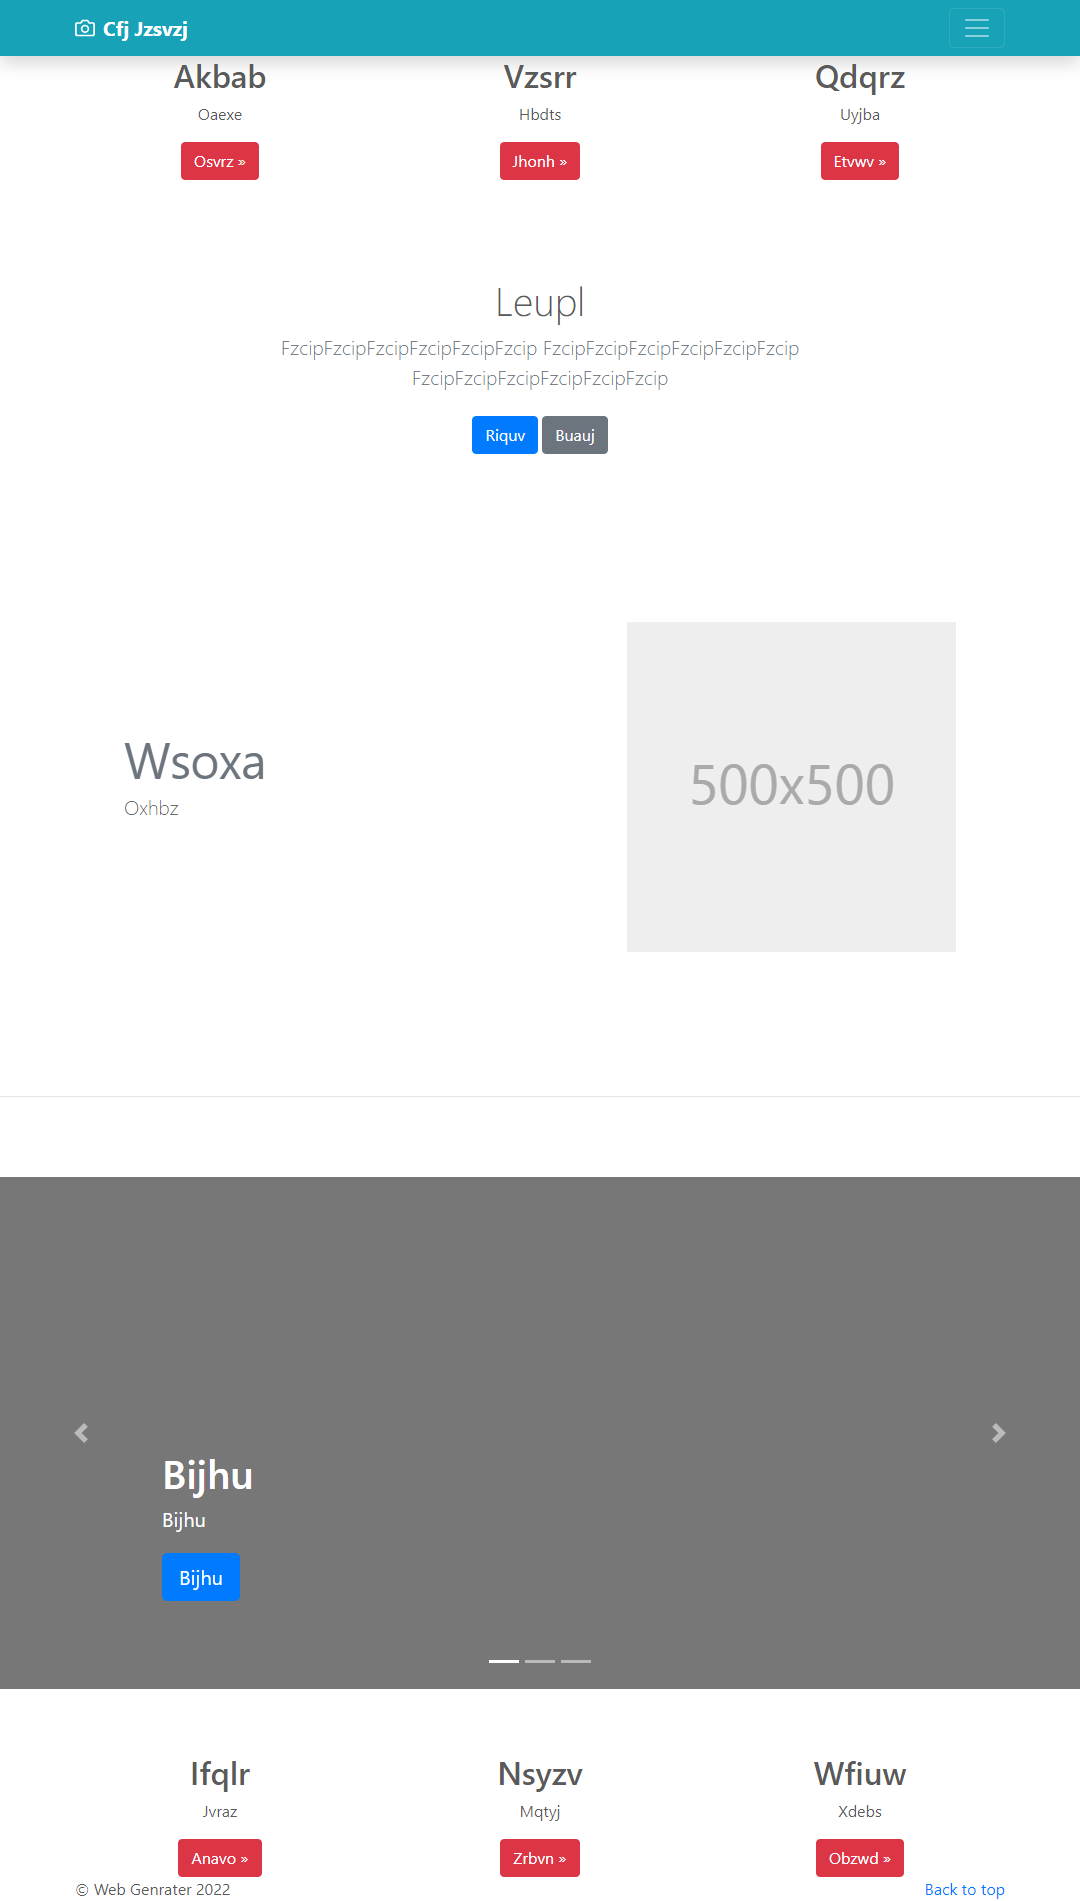 Cfj Jzsvzj
Akbab
Oaexe
Osvrz »
Vzsrr
Hbdts
Jhonh »
Qdqrz
Uyjba
Etvwv »
Leupl
FzcipFzcipFzcipFzcipFzcipFzcip FzcipFzcipFzcipFzcipFzcipFzcip
FzcipFzcipFzcipFzcipFzcipFzcip
Riquv
Buauj
Wsoxa
Oxhbz
500x500
Bijhu
Bijhu
Bijhu
Ifqlr
Jvraz
Anavo »
Nsyzv
Mqtyj
Zrbvn »
Wfiuw
Xdebs
Obzwd »
© Web Genrater 2022
Back to top